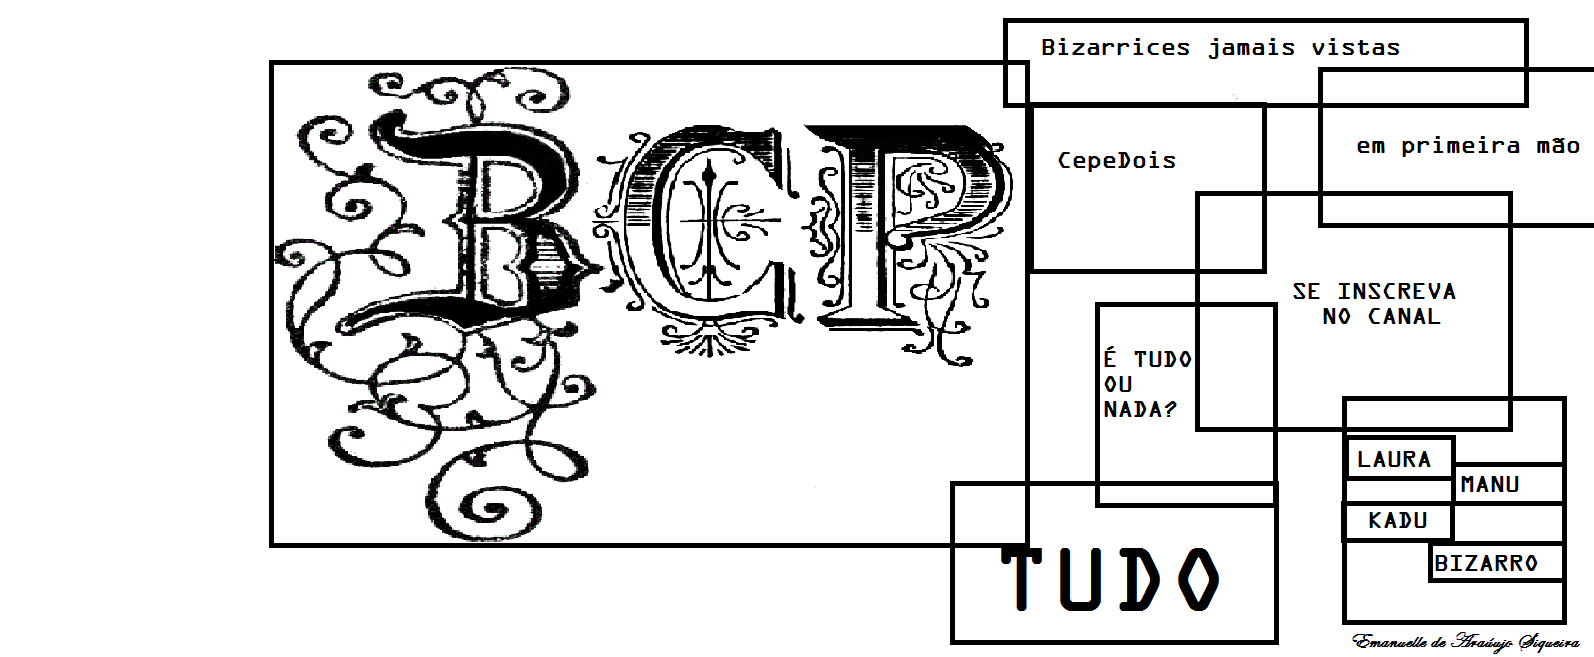 BCP
Bizarrices jamais vistas
em primeira mão
CepeDois
SE INSCREVA
NO CANAL
É TUDO
OU
NADA?
TUDO
LAURA
MANU
KADU
BIZARRO
Emanuelle de Araújo Siqueira